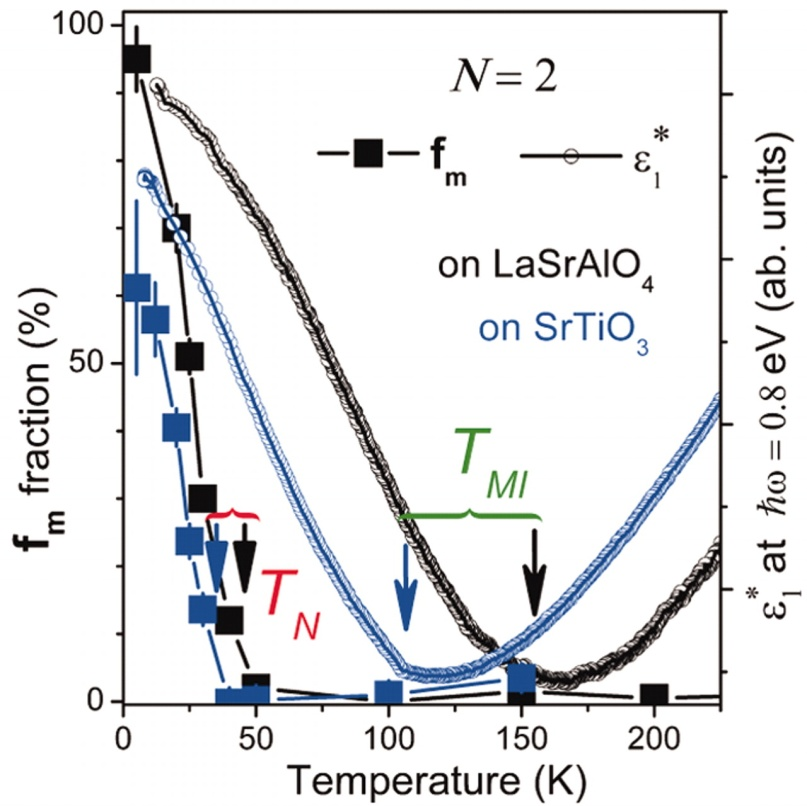 100
50
0
f_m fraction (%)
N = 2
f_m
ε_1^*
on LaSrAlO_4
on SrTiO_3
T_MI
T_N
0 50 100 150 200
Temperature (K)
ε_1^* at ħω = 0.8 eV (ab. units)